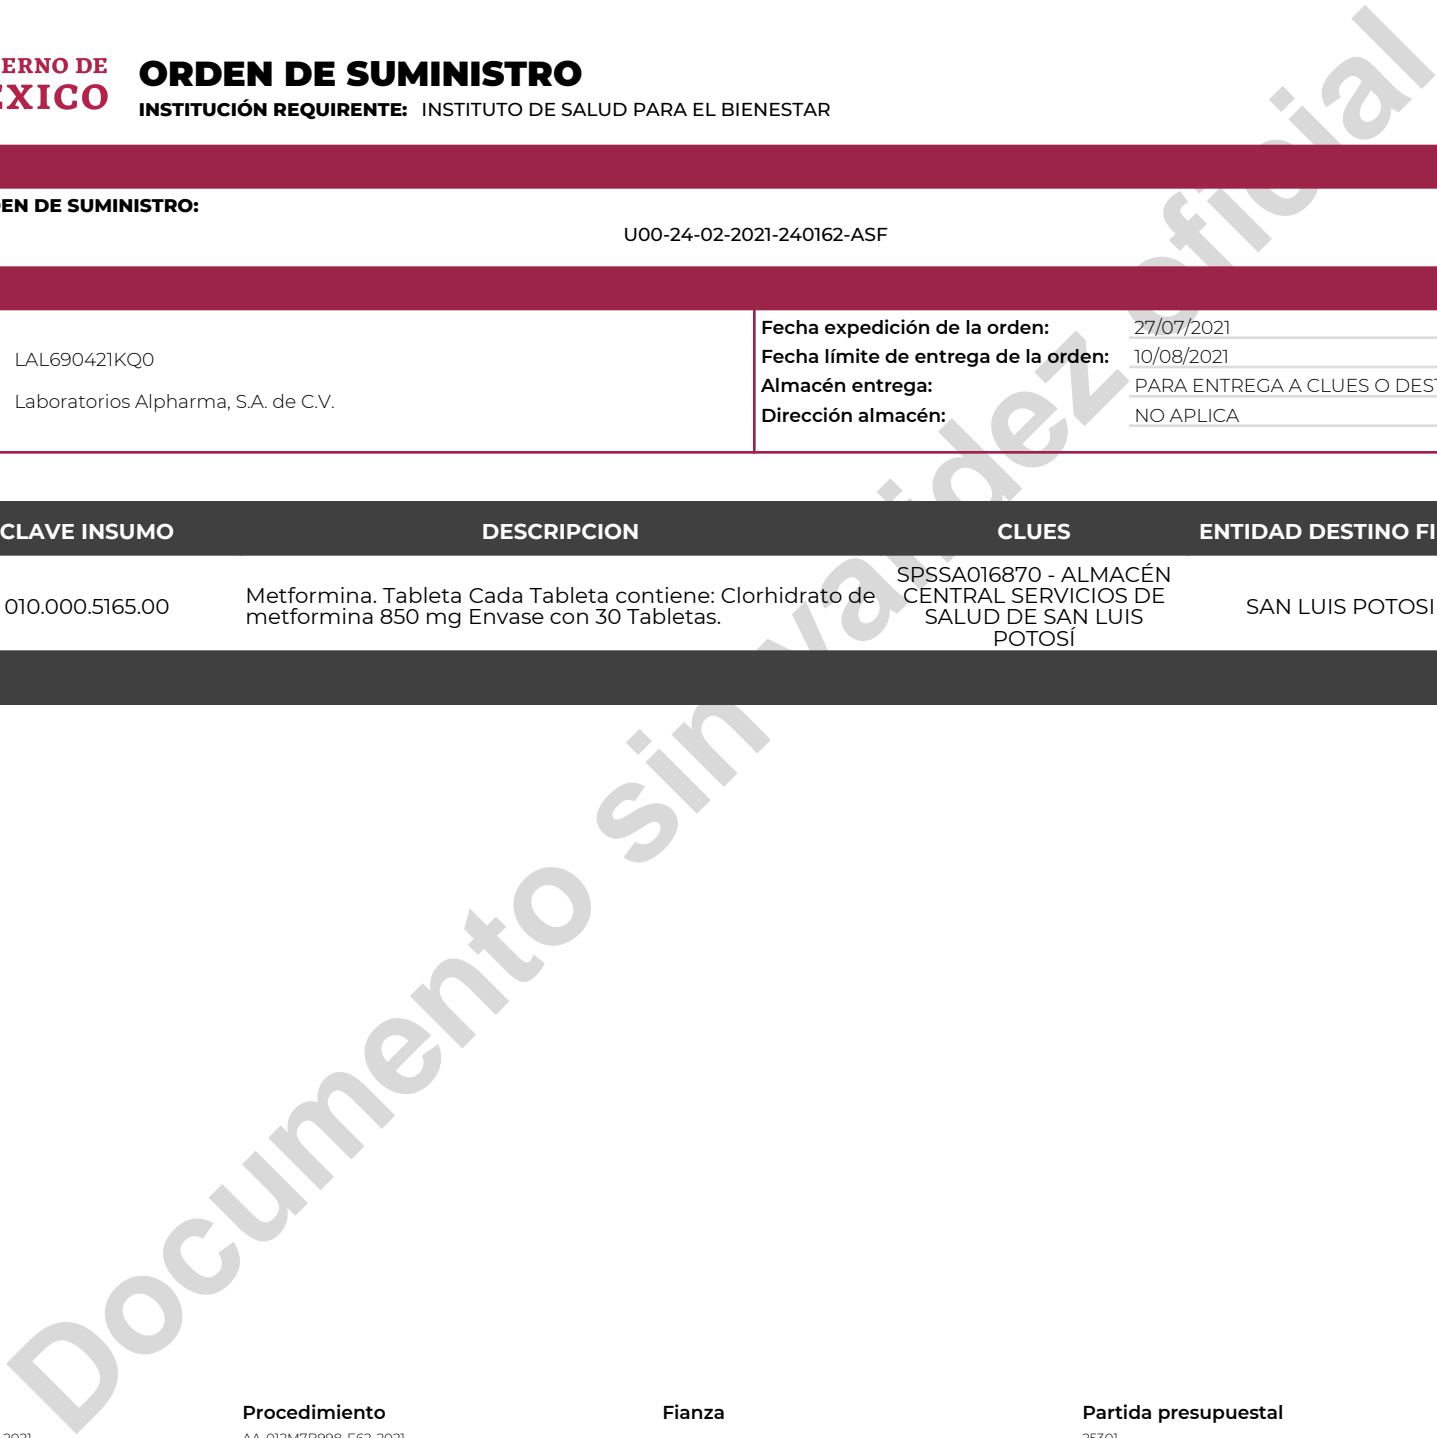 ERNO DE
ÉXICO
ORDEN DE SUMINISTRO
INSTITUCIÓN REQUIRENTE: INSTITUTO DE SALUD PARA EL BIENESTAR
EN DE SUMINISTRO:
U00-24-02-2021-240162-ASF
LAL690421KQ0
Laboratorios Alpharma, S.A. de C.V.
Fecha expedición de la orden: 27/07/2021
Fecha límite de entrega de la orden: 10/08/2021
Almacén entrega: PARA ENTREGA A CLUES O DEST
Dirección almacén: NO APLICA
CLAVE INSUMO DESCRIPCION CLUES ENTIDAD DESTINO FI
010.000.5165.00
Metformina. Tableta Cada Tableta contiene: Clorhidrato de
metformina 850 mg Envase con 30 Tabletas.
SPSSA016870 - ALMACÉN
CENTRAL SERVICIOS DE
SALUD DE SAN LUIS
POTOSÍ
SAN LUIS POTOSI
Documento sin validez oficial
Procedimiento Fianza Partida presupuestal